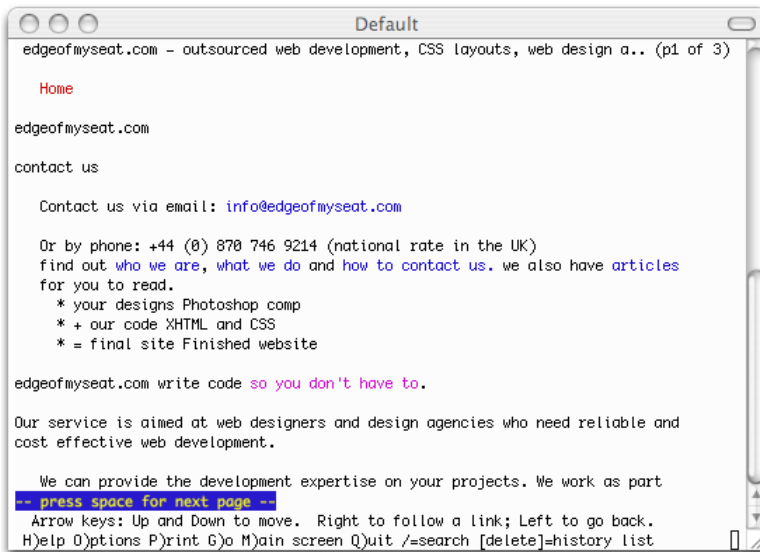 Default
edgeofmyseat.com – outsourced web development, CSS layouts, web design a.. (p1 of 3)
Home
edgeofmyseat.com
contact us
Contact us via email: info@edgeofmyseat.com
Or by phone: +44 (0) 870 746 9214 (national rate in the UK)
find out who we are, what we do and how to contact us. we also have articles
for you to read.
* your designs Photoshop comp
* + our code XHTML and CSS
* = final site Finished website
edgeofmyseat.com write code so you don't have to.
Our service is aimed at web designers and design agencies who need reliable and
cost effective web development.
We can provide the development expertise on your projects. We work as part
-- press space for next page --
Arrow keys: Up and Down to move. Right to follow a link; Left to go back.
H)elp O)ptions P)rint G)o M)ain screen Q)uit /=search [delete]=history list